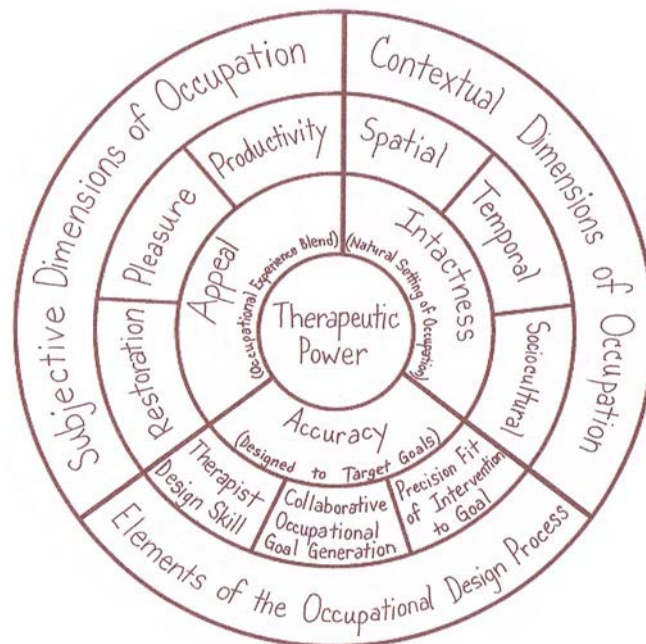 Subjective Dimensions of Occupation
Contextual Dimensions of Occupation
Productivity
Pleasure
Restoration
Spatial
Temporal
Sociocultural
Appeal
(Occupational Experience Blend)
Intactness
(Natural Setting of Occupation)
Therapeutic
Power
Accuracy
(Designed to Target Goals)
Therapist
Design Skill
Collaborative
Occupational
Goal Generation
Precision Fit
of Intervention
to Goal
Elements of the Occupational Design Process